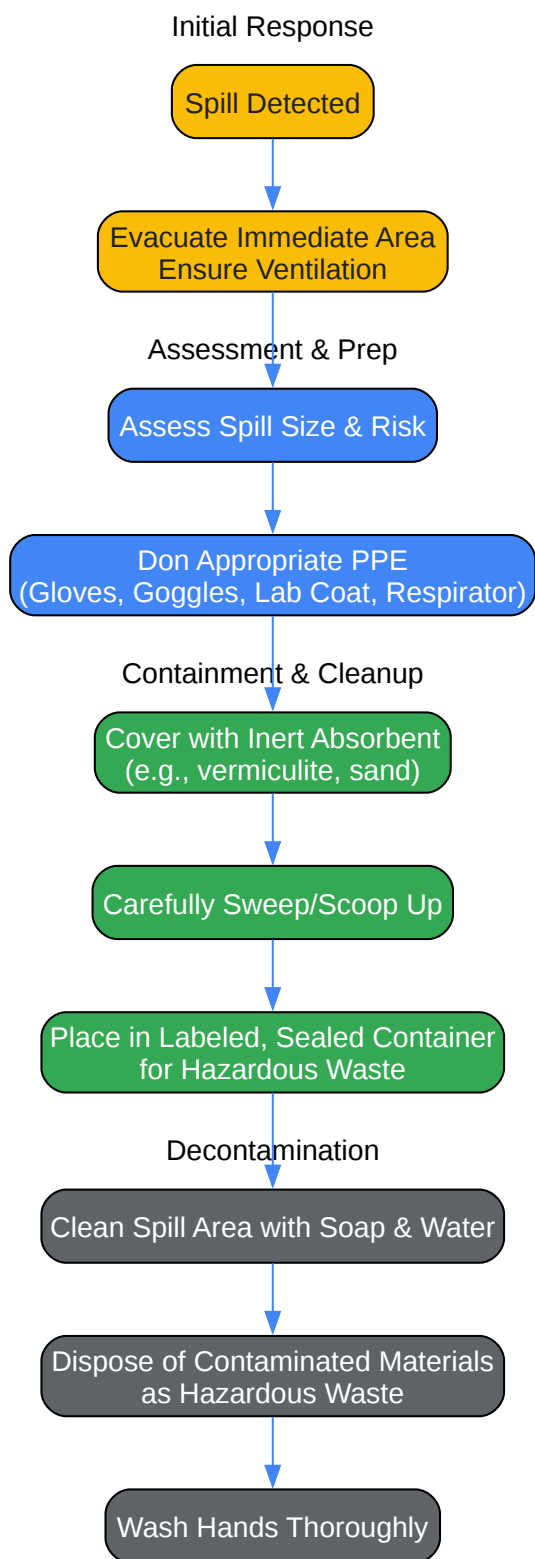 Initial Response
Spill Detected
Evacuate Immediate Area
Ensure Ventilation
Assessment & Prep
Assess Spill Size & Risk
Don Appropriate PPE
(Gloves, Goggles, Lab Coat, Respirator)
Containment & Cleanup
Cover with Inert Absorbent
(e.g., vermiculite, sand)
Carefully Sweep/Scoop Up
Place in Labeled, Sealed Container
for Hazardous Waste
Decontamination
Clean Spill Area with Soap & Water
Dispose of Contaminated Materials
as Hazardous Waste
Wash Hands Thoroughly